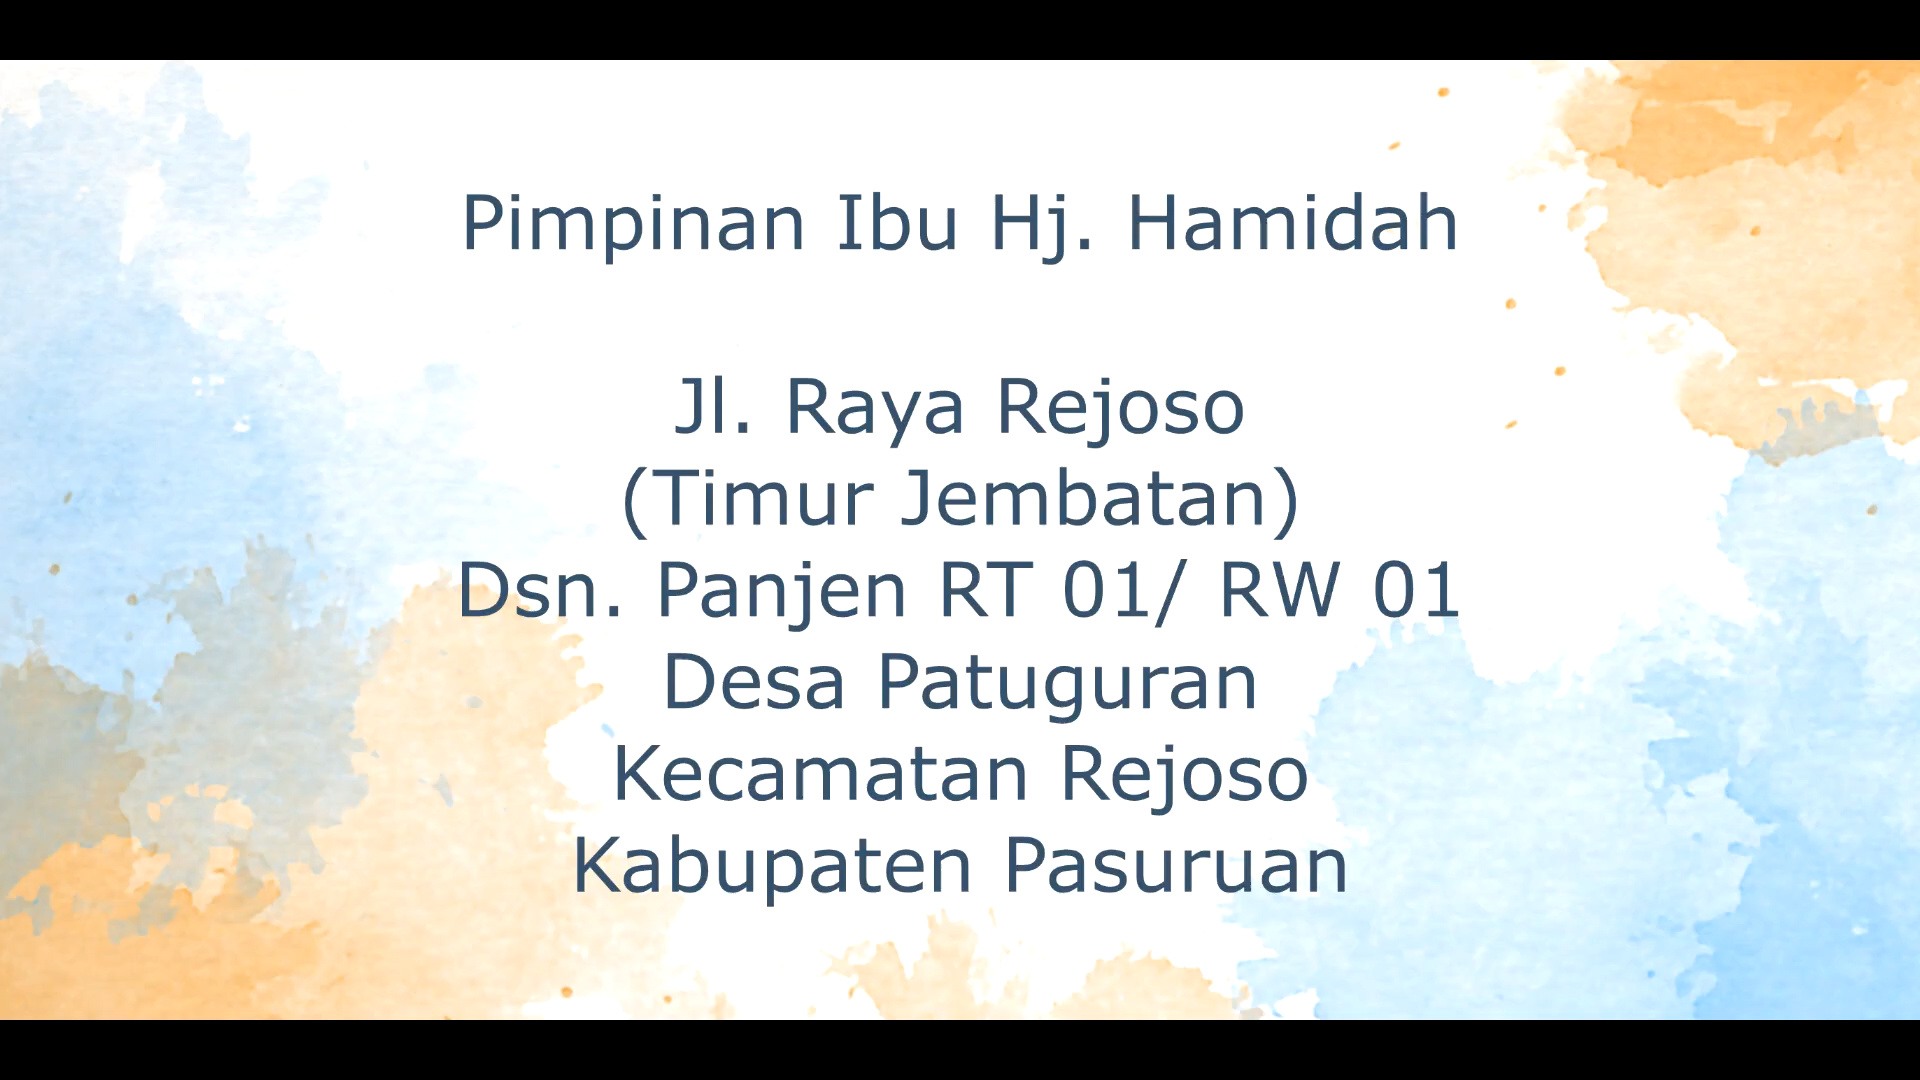 Pimpinan Ibu Hj. Hamidah
Jl. Raya Rejoso
(Timur Jembatan)
Dsn. Panjen RT 01/ RW 01
Desa Patuguran
Kecamatan Rejoso
Kabupaten Pasuruan